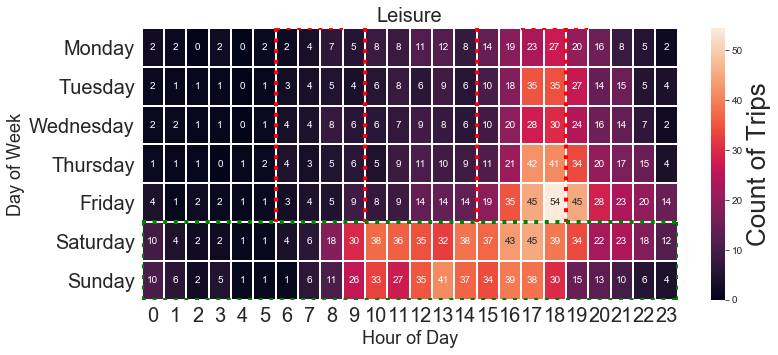 Leisure
Monday 2 2 0 2 0 2 2 4 7 5 8 8 11 12 8 14 19 23 27 20 16 8 5 2
Tuesday 2 1 1 1 0 1 3 4 5 4 6 8 6 9 6 10 18 35 35 27 14 15 5 4
Wednesday 2 2 1 1 0 1 4 4 8 6 6 7 9 8 6 10 20 28 30 24 16 14 7 2
Thursday 1 1 1 0 1 2 4 3 5 6 5 9 11 10 9 11 21 42 41 34 20 17 15 4
Friday 4 1 2 2 1 1 3 4 5 9 8 9 14 14 14 19 35 45 54 45 28 23 20 14
Saturday 10 4 2 2 1 1 4 6 18 30 38 36 35 32 38 37 43 45 39 34 22 23 18 12
Sunday 10 6 2 5 1 1 1 6 11 26 33 27 35 41 37 34 39 38 30 15 13 10 6 4
0 1 2 3 4 5 6 7 8 9 10 11 12 13 14 15 16 17 18 19 20 21 22 23
Hour of Day
Day of Week
50
40
30
20
10
0
Count of Trips